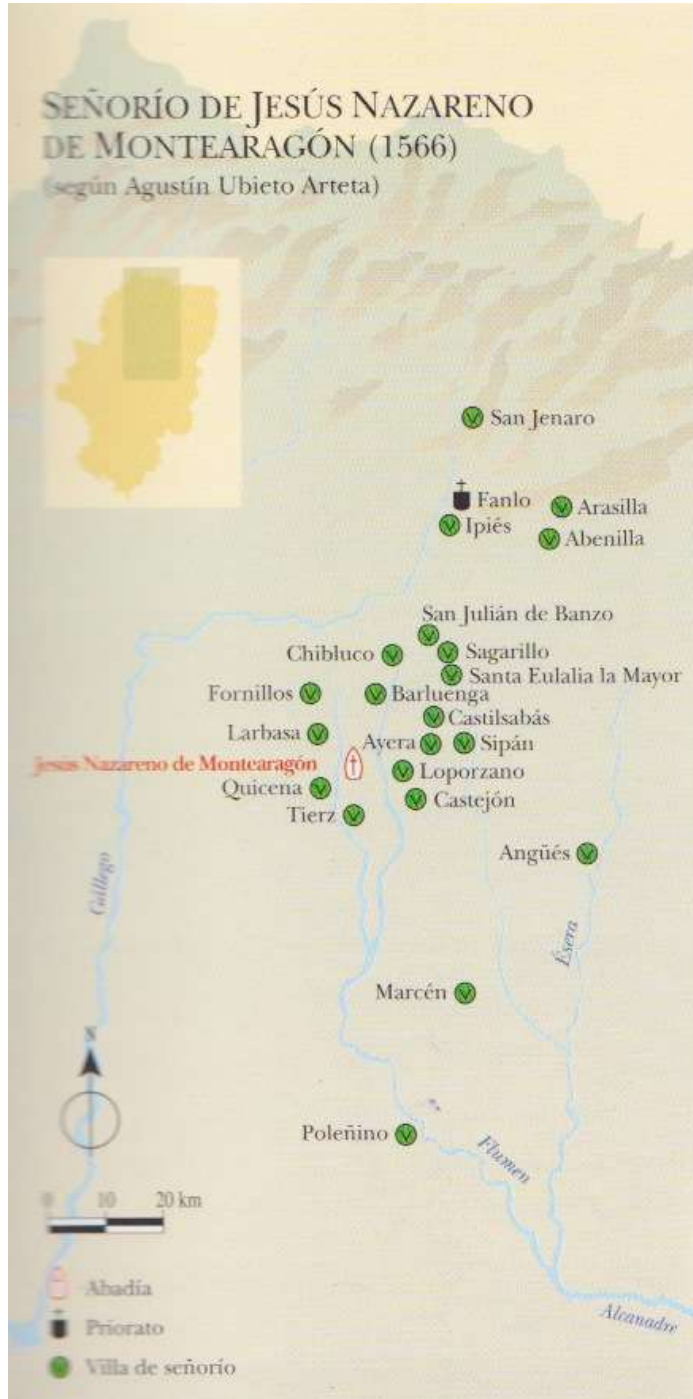 SEÑORÍO DE JESÚS NAZARENO
DE MONTEARAGÓN (1566)
(según Agustín Ubieto Arteta)
San Jenaro
Fanlo
Arasilla
Ipiés
Abenilla
San Julián de Banzo
Chibluco
Sagarillo
Santa Eulalia la Mayor
Fornillos
Barluenga
Castilsabás
Larbasa
Ayera
Sipán
Jesús Nazareno de Montearagón
Loporzano
Quicena
Castejón
Tierz
Angüés
Gállego
Ésera
Marcén
N
Poleñino
Flumen
0 10 20 km
Abadía
Alcanadre
Priorato
Villa de señorío